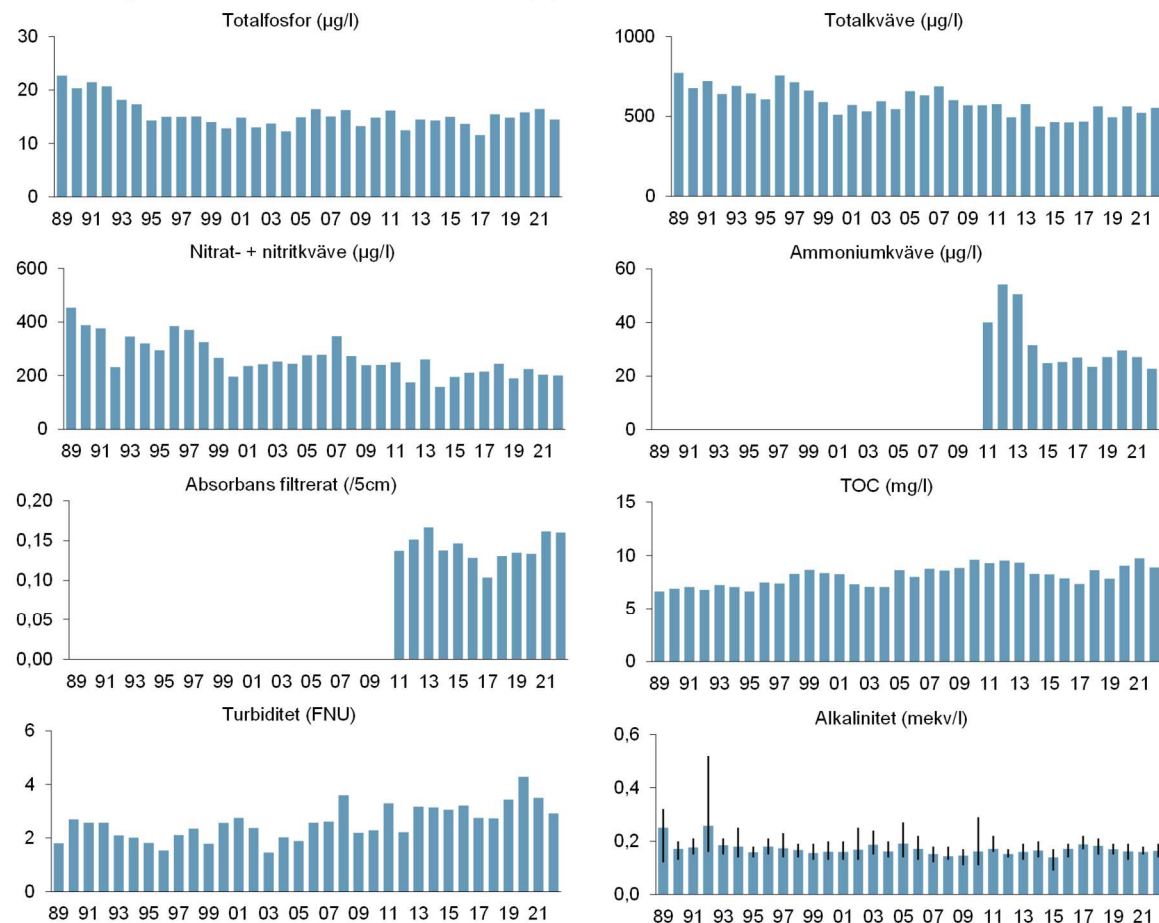 Totalfosfor (µg/l)
30
20
10
0
89 91 93 95 97 99 01 03 05 07 09 11 13 15 17 19 21
Totalkväve (µg/l)
1000
500
0
89 91 93 95 97 99 01 03 05 07 09 11 13 15 17 19 21
Nitrat- + nitritkväve (µg/l)
600
400
200
0
89 91 93 95 97 99 01 03 05 07 09 11 13 15 17 19 21
Ammoniumkväve (µg/l)
60
40
20
0
89 91 93 95 97 99 01 03 05 07 09 11 13 15 17 19 21
Absorbans filtrerat (/5cm)
0,20
0,15
0,10
0,05
0,00
89 91 93 95 97 99 01 03 05 07 09 11 13 15 17 19 21
TOC (mg/l)
15
10
5
0
89 91 93 95 97 99 01 03 05 07 09 11 13 15 17 19 21
Turbiditet (FNU)
6
4
2
0
89 91 93 95 97 99 01 03 05 07 09 11 13 15 17 19 21
Alkalinitet (mekv/l)
0,6
0,4
0,2
0,0
89 91 93 95 97 99 01 03 05 07 09 11 13 15 17 19 21